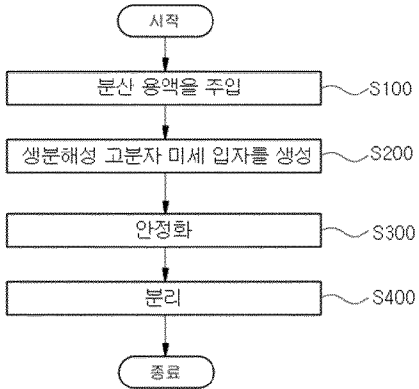 시작
분산 용액을 주입
S100
생분해성 고분자 미세 입자를 생성
S200
안정화
S300
분리
S400
종료